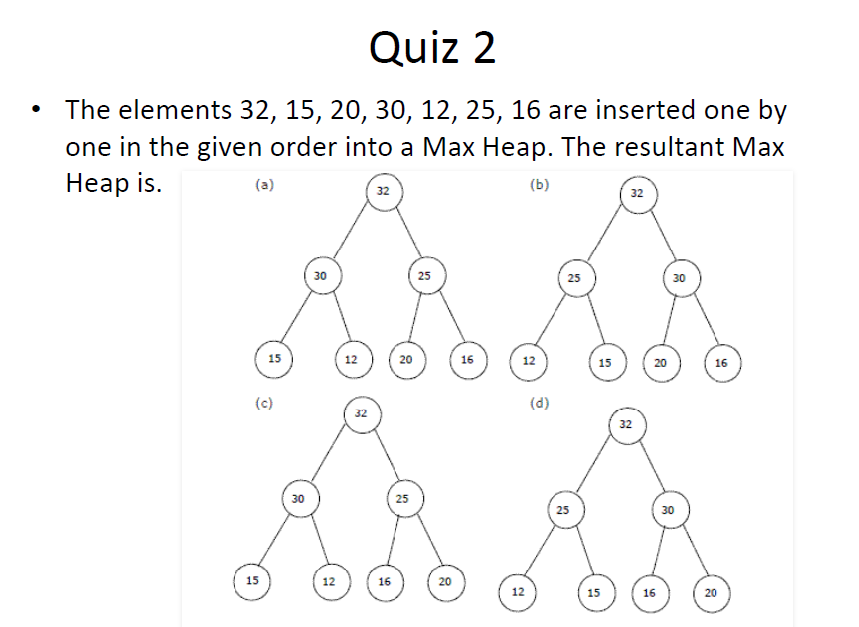 Quiz 2
• The elements 32, 15, 20, 30, 12, 25, 16 are inserted one by
one in the given order into a Max Heap. The resultant Max
Heap is.
(a)
32
30 25
15 12 20 16
(b)
32
25 30
12 15 20 16
(c)
32
30 25
15 12 16 20
(d)
32
25 30
12 15 16 20